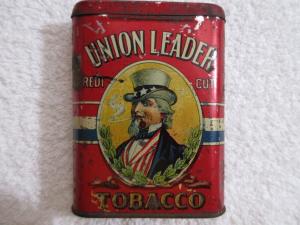 UNION LEADER
REDI CUT
TOBACCO